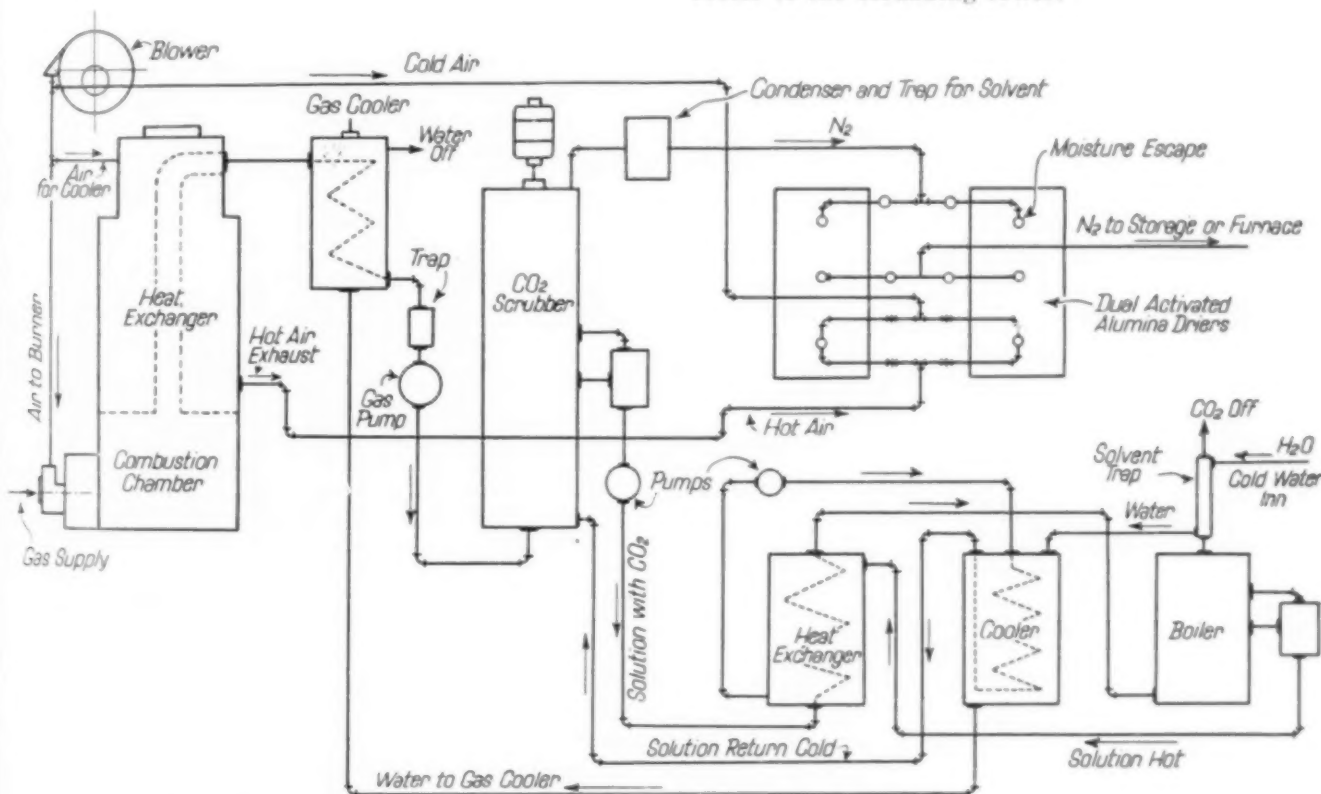 Blower
Cold Air
Condenser and Trap for Solvent
Gas Cooler
Water
Off
N₂
Moisture Escape
Air
for Cooler
N₂ to Storage or Furnace
Trap
CO₂
Scrubber
Heat
Exchanger
Dual Activated
Alumina Driers
Hot Air
Exhaust
Air to Burner
Gas
Pump
Hot Air
CO₂ Off
H₂O
Cold Water
Inn
Solvent
Trap
Combustion
Chamber
Pumps
Water
Gas Supply
Solution with CO₂
Heat
Exchanger
Cooler
Boiler
Solution Return Cold
Solution Hot
Water to Gas Cooler